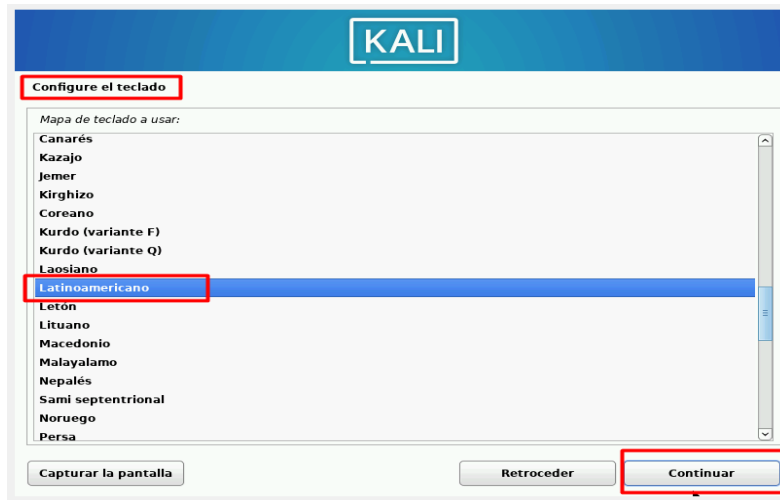 KALI
Configure el teclado
Mapa de teclado a usar:
Canarés
Kazajo
Jemer
Kirghizo
Coreano
Kurdo (variante F)
Kurdo (variante Q)
Laosiano
Latinoamericano
Letón
Lituano
Macedonio
Malayalamo
Nepalés
Sami septentrional
Noruego
Persa
Capturar la pantalla Retroceder Continuar